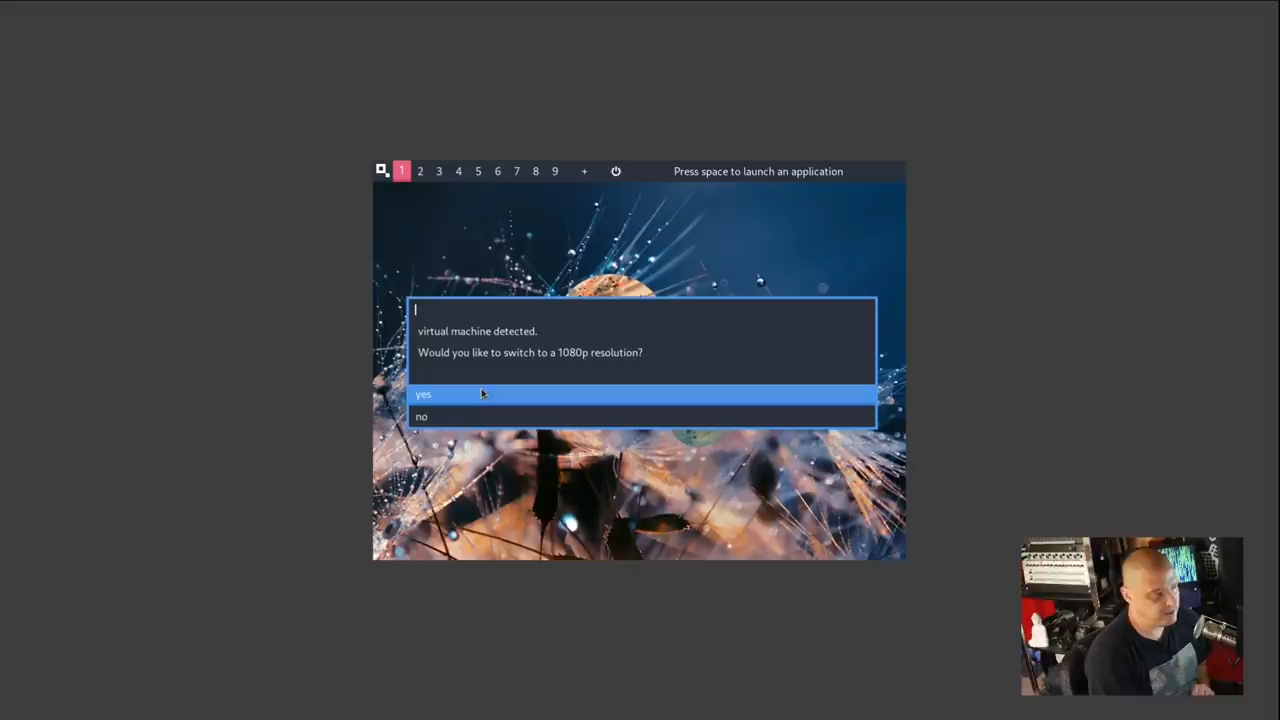 1 2 3 4 5 6 7 8 9 + Press space to launch an application
virtual machine detected.
Would you like to switch to a 1080p resolution?
yes
no